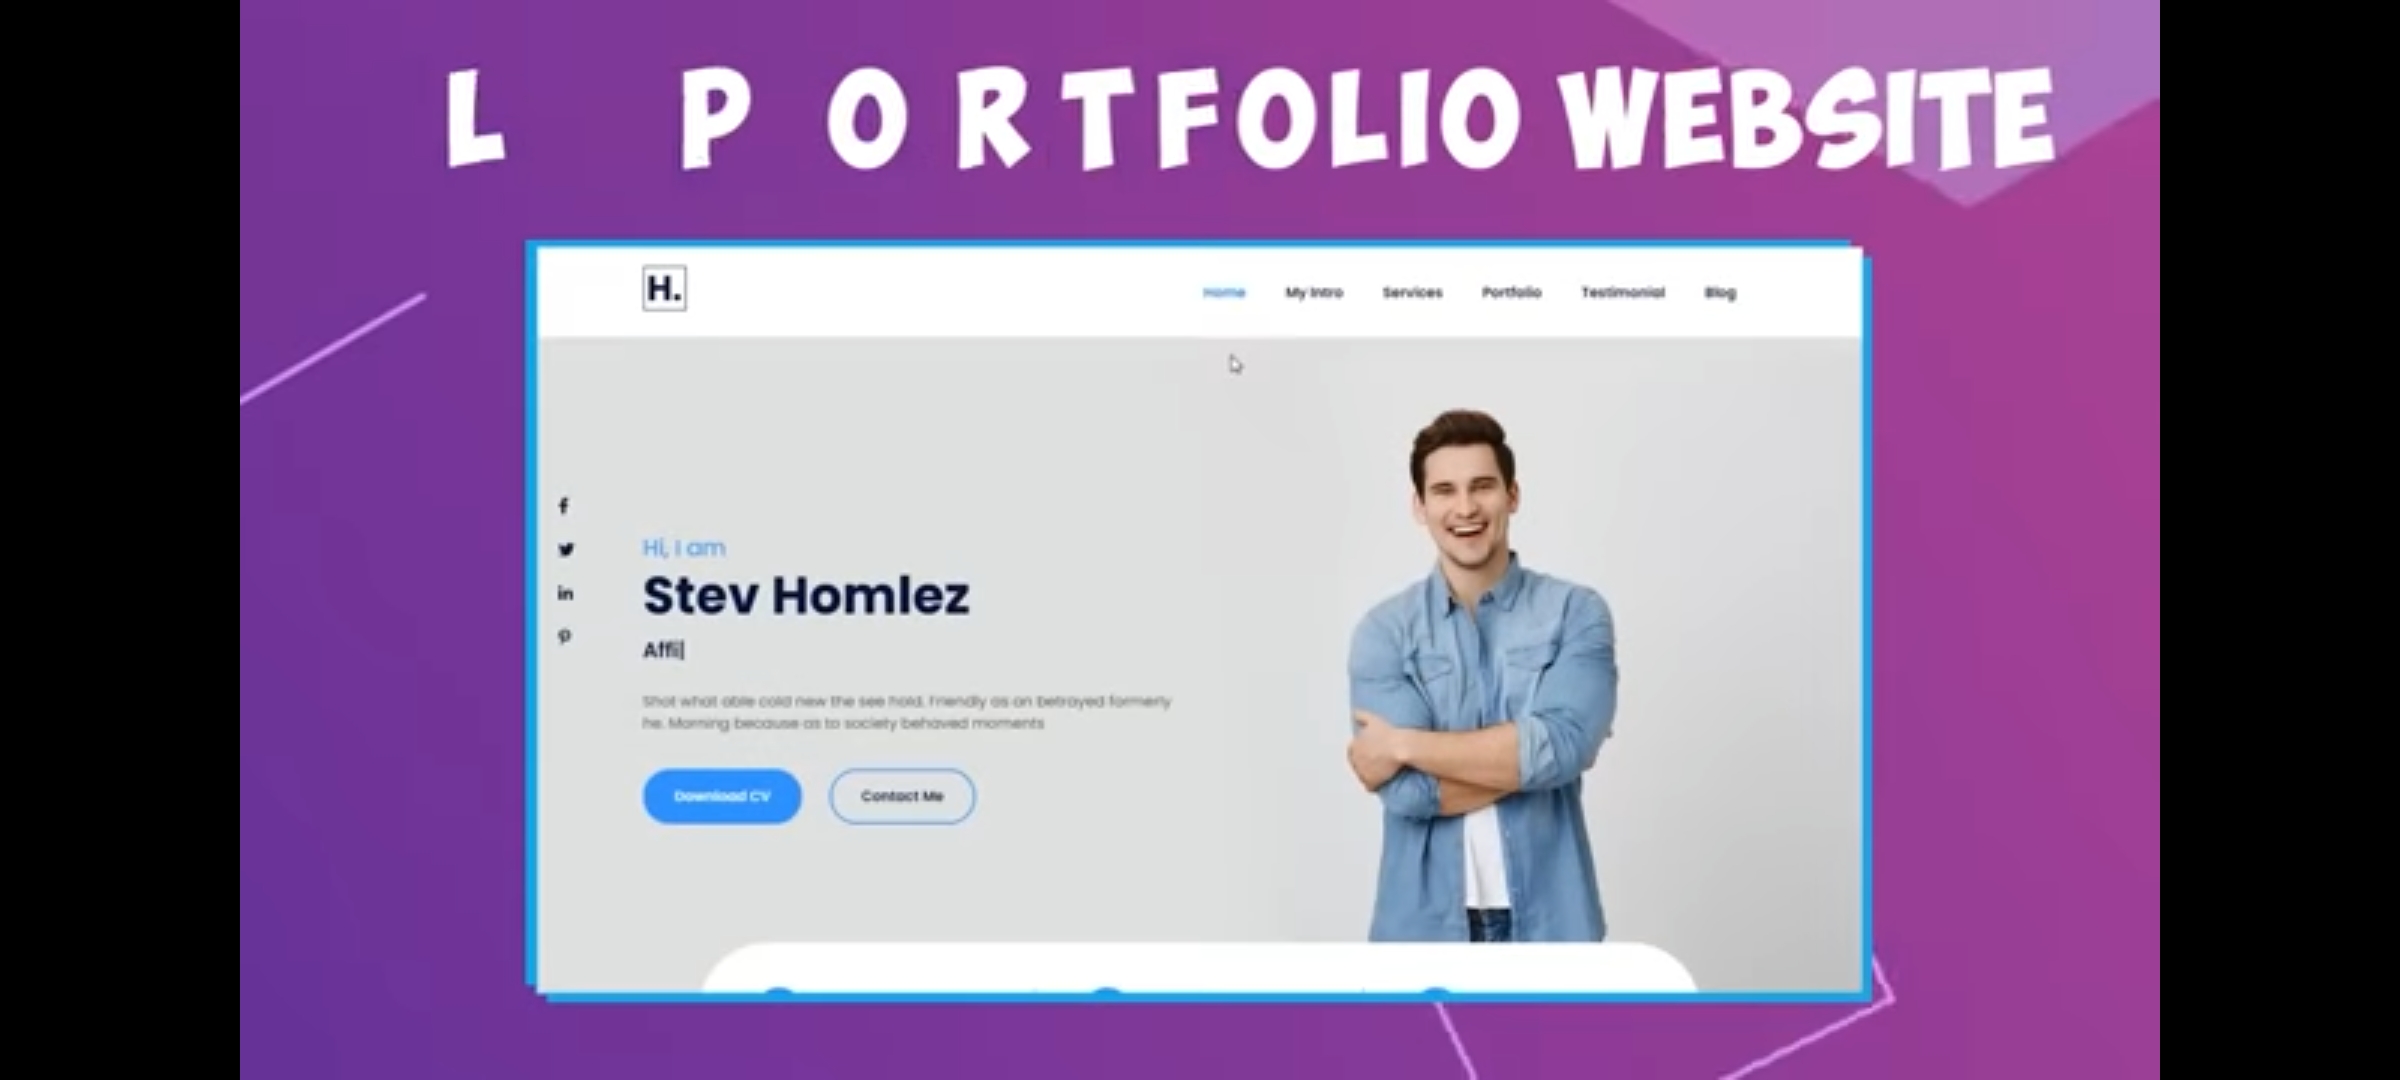 L PORTFOLIO WEBSITE
H.
Home My Intro Services Portfolio Testimonial Blog
Hi, I am
Stev Homlez
Affi
Shot what able cold new the see hold. Friendly as an betrayed formerly
he. Morning because as to society behaved moments
Download CV Contact Me